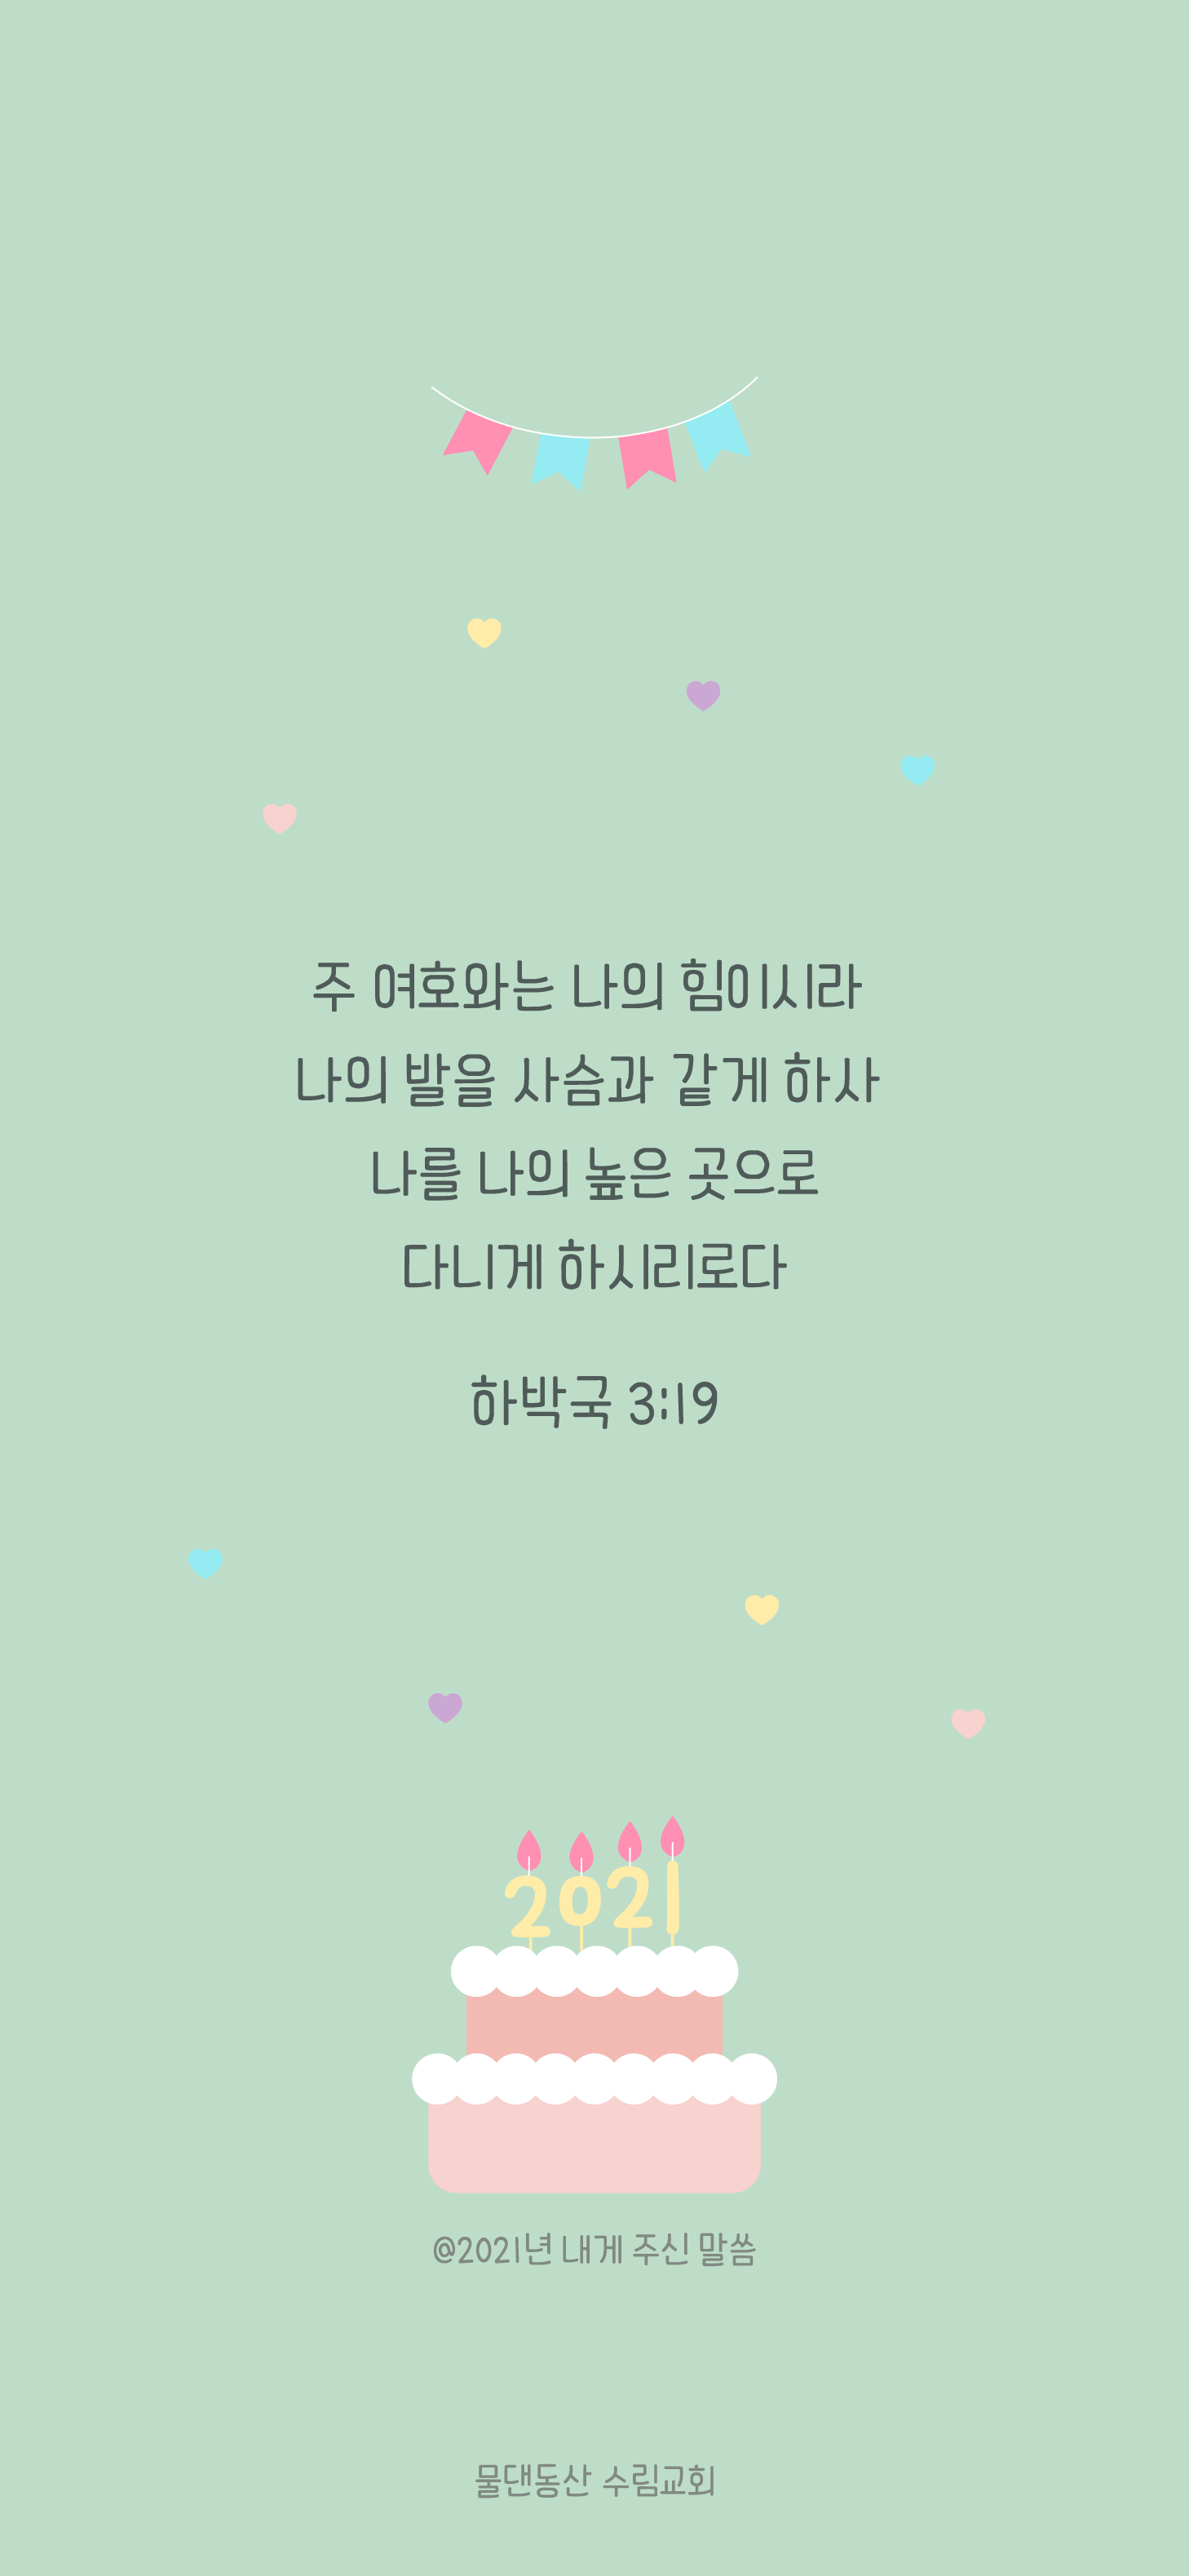 주 여호와는 나의 힘이시라
나의 발을 사슴과 같게 하사
나를 나의 높은 곳으로
다니게 하시리로다
하박국 3:19
2021
@2021년 내게 주신 말씀
물댄동산 수림교회